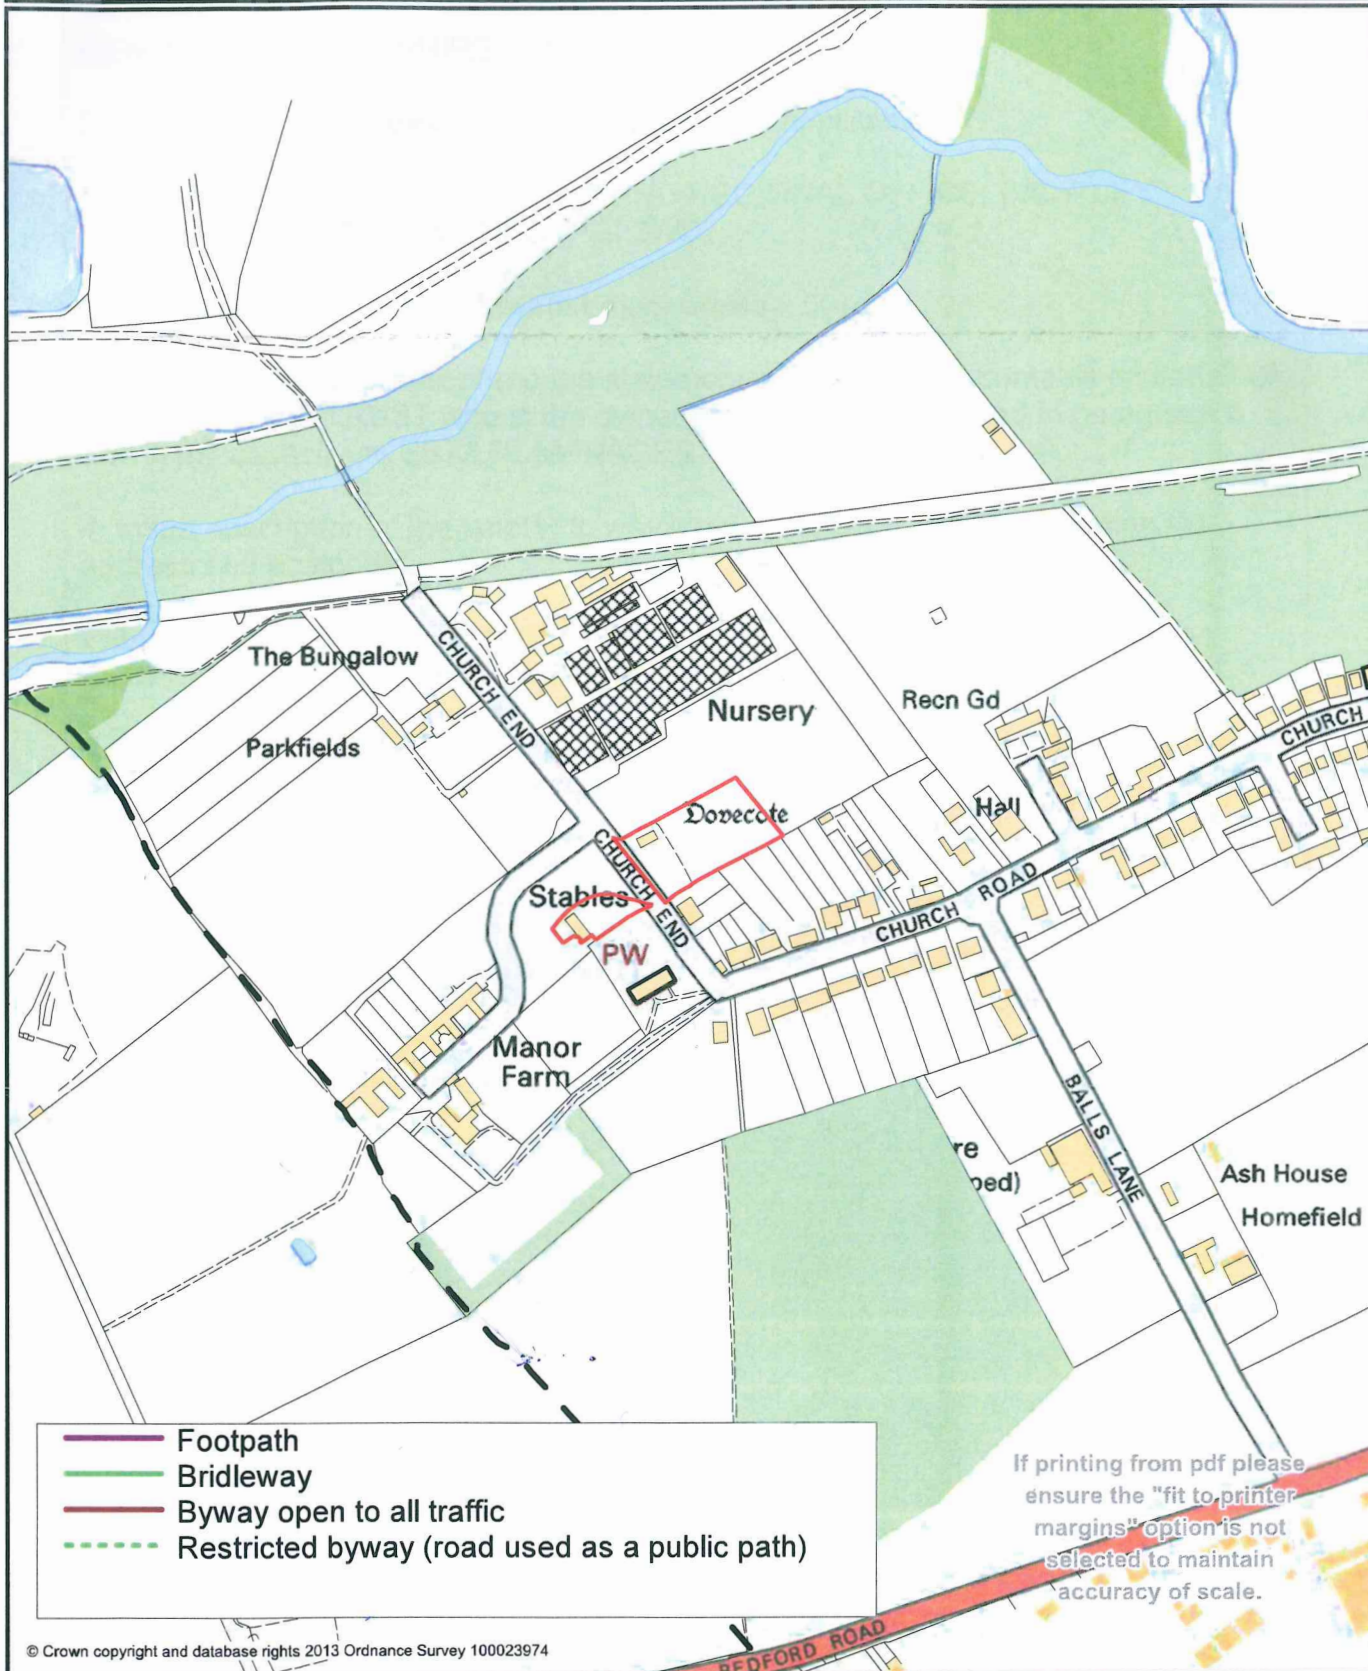 The Bungalow
CHURCH END
Nursery
Recn Gd
Parkfields
CHURCH
Dovecote
Hall
CHURCH END
Stables
CHURCH ROAD
PW
Manor
Farm
BALLS LANE
re
ped)
Ash House
Homefield
Footpath
Bridleway
Byway open to all traffic
Restricted byway (road used as a public path)
If printing from pdf please
ensure the "fit to printer
margins" option is not
selected to maintain
accuracy of scale.
© Crown copyright and database rights 2013 Ordnance Survey 100023974
BEDFORD ROAD